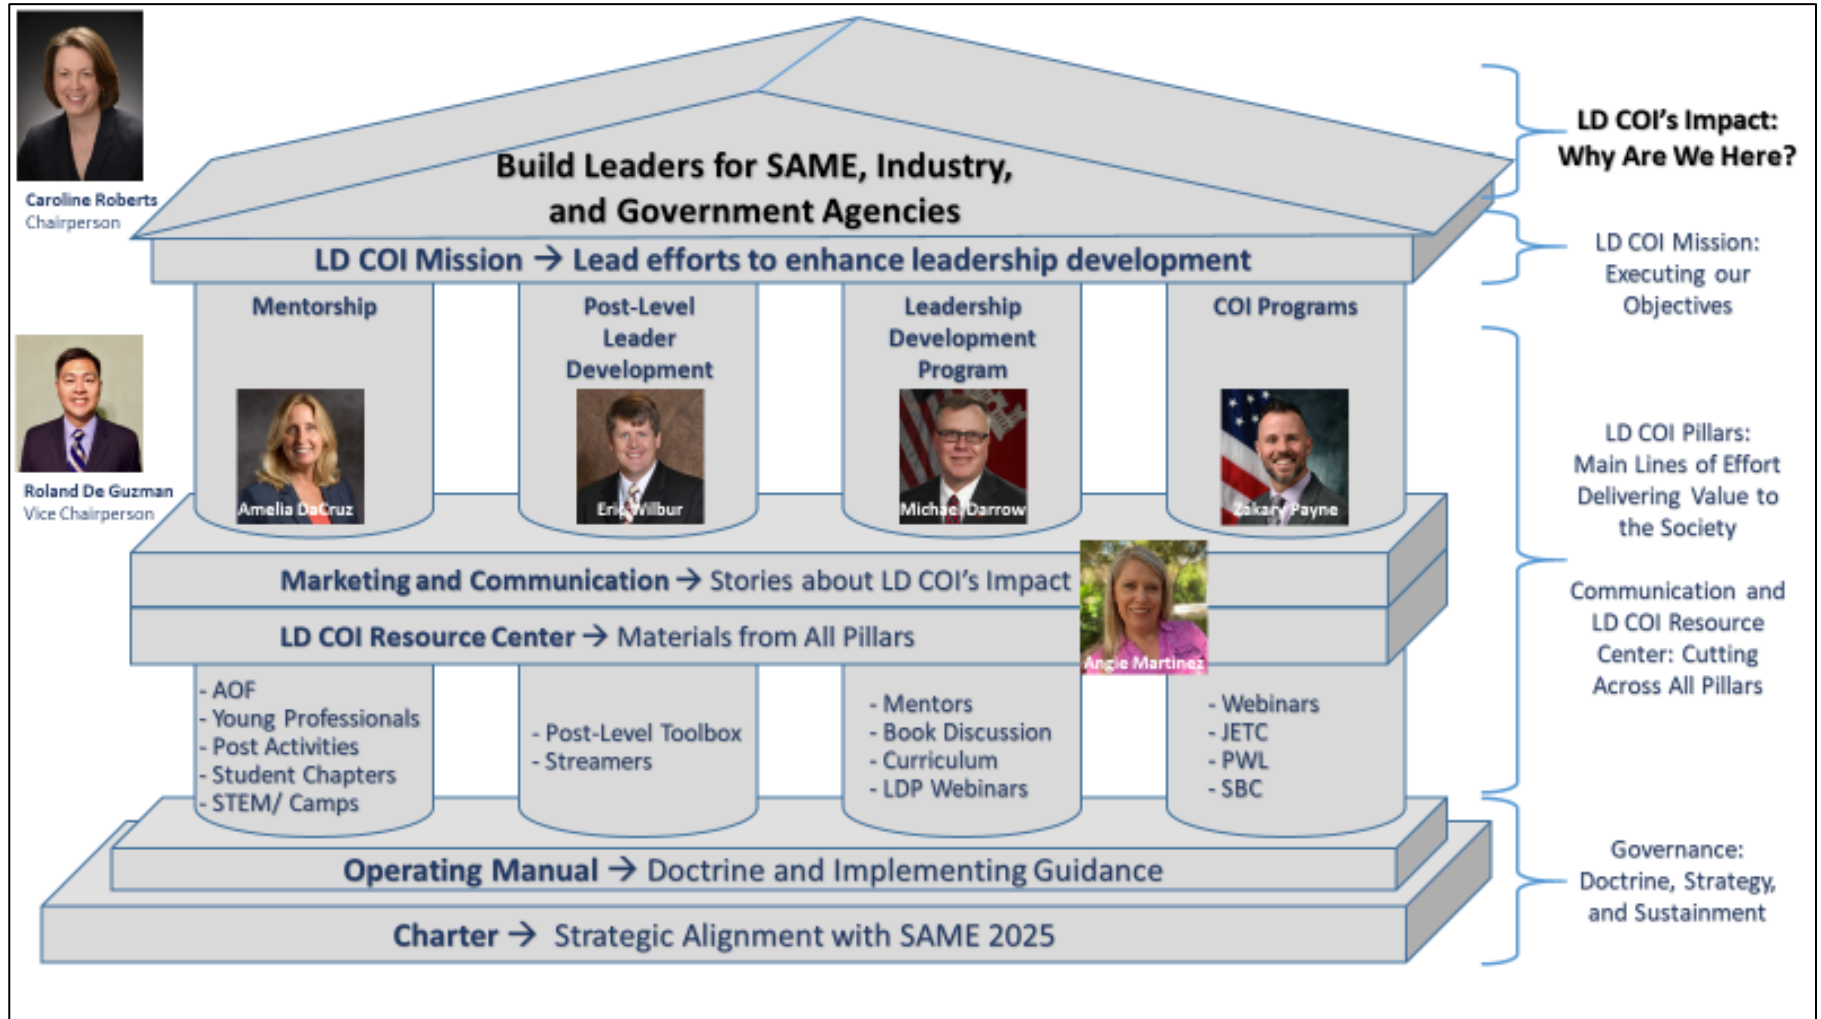 Caroline Roberts
Chairperson
Roland De Guzman
Vice Chairperson
Build Leaders for SAME, Industry,
and Government Agencies
LD COI Mission → Lead efforts to enhance leadership development
Mentorship
Amelia DaCruz
Post-Level
Leader
Development
Eric Wilbur
Leadership
Development
Program
Michael Darrow
COI Programs
Zakary Payne
Marketing and Communication → Stories about LD COI's Impact
LD COI Resource Center → Materials from All Pillars
Angie Martinez
- AOF
- Young Professionals
- Post Activities
- Student Chapters
- STEM/ Camps
- Post-Level Toolbox
- Streamers
- Mentors
- Book Discussion
- Curriculum
- LDP Webinars
- Webinars
- JETC
- PWL
- SBC
Operating Manual → Doctrine and Implementing Guidance
Charter → Strategic Alignment with SAME 2025
LD COI's Impact:
Why Are We Here?
LD COI Mission:
Executing our
Objectives
LD COI Pillars:
Main Lines of Effort
Delivering Value to
the Society
Communication and
LD COI Resource
Center: Cutting
Across All Pillars
Governance:
Doctrine, Strategy,
and Sustainment